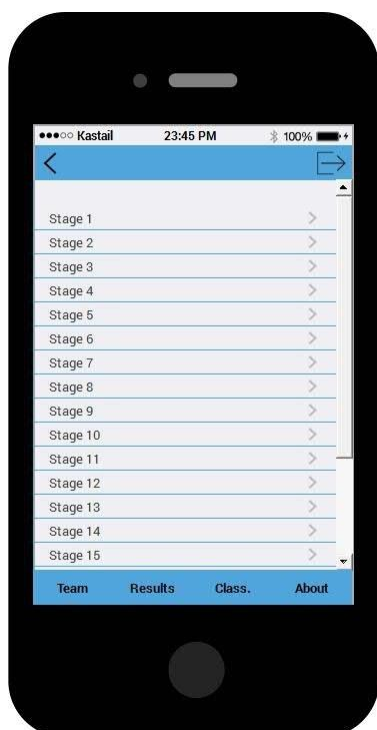 Kastail 23:45 PM 100%
Stage 1
Stage 2
Stage 3
Stage 4
Stage 5
Stage 6
Stage 7
Stage 8
Stage 9
Stage 10
Stage 11
Stage 12
Stage 13
Stage 14
Stage 15
Team Results Class. About